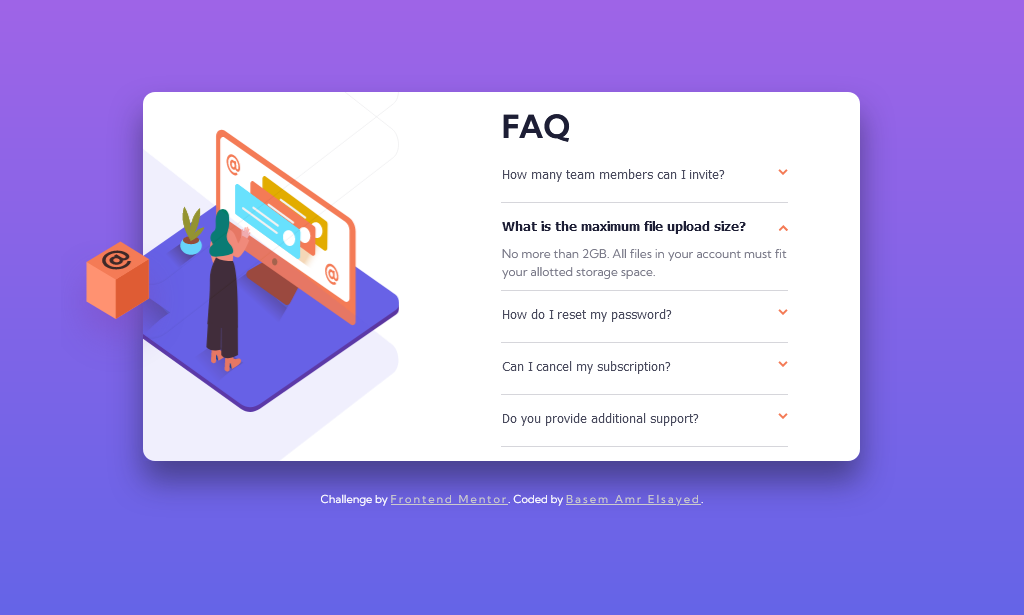 FAQ
How many team members can I invite?
What is the maximum file upload size?
No more than 2GB. All files in your account must fit
your allotted storage space.
How do I reset my password?
Can I cancel my subscription?
Do you provide additional support?
@
@
@
Challenge by Frontend Mentor. Coded by Basem Amr Elsayed.